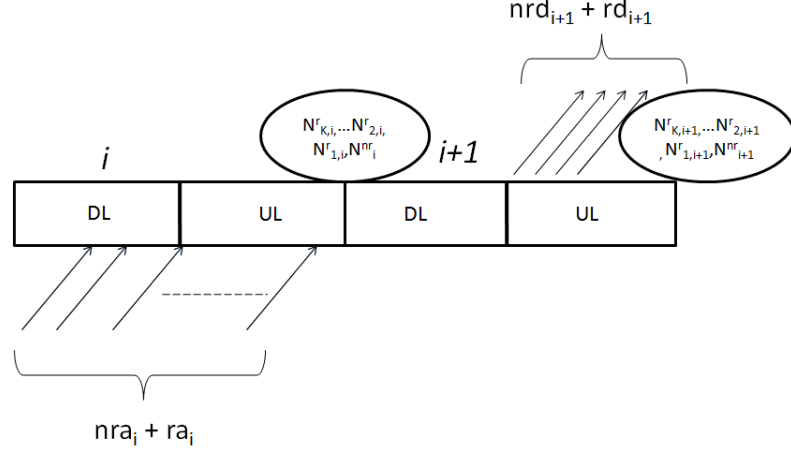 nrd_{i+1} + rd_{i+1}
N^r_{K,i},...N^r_{2,i},
N^r_{1,i},N^{nr}_i
N^r_{K,i+1},...N^r_{2,i+1}
,N^r_{1,i+1},N^{nr}_{i+1}
i
i+1
DL
UL
DL
UL
nra_i + ra_i